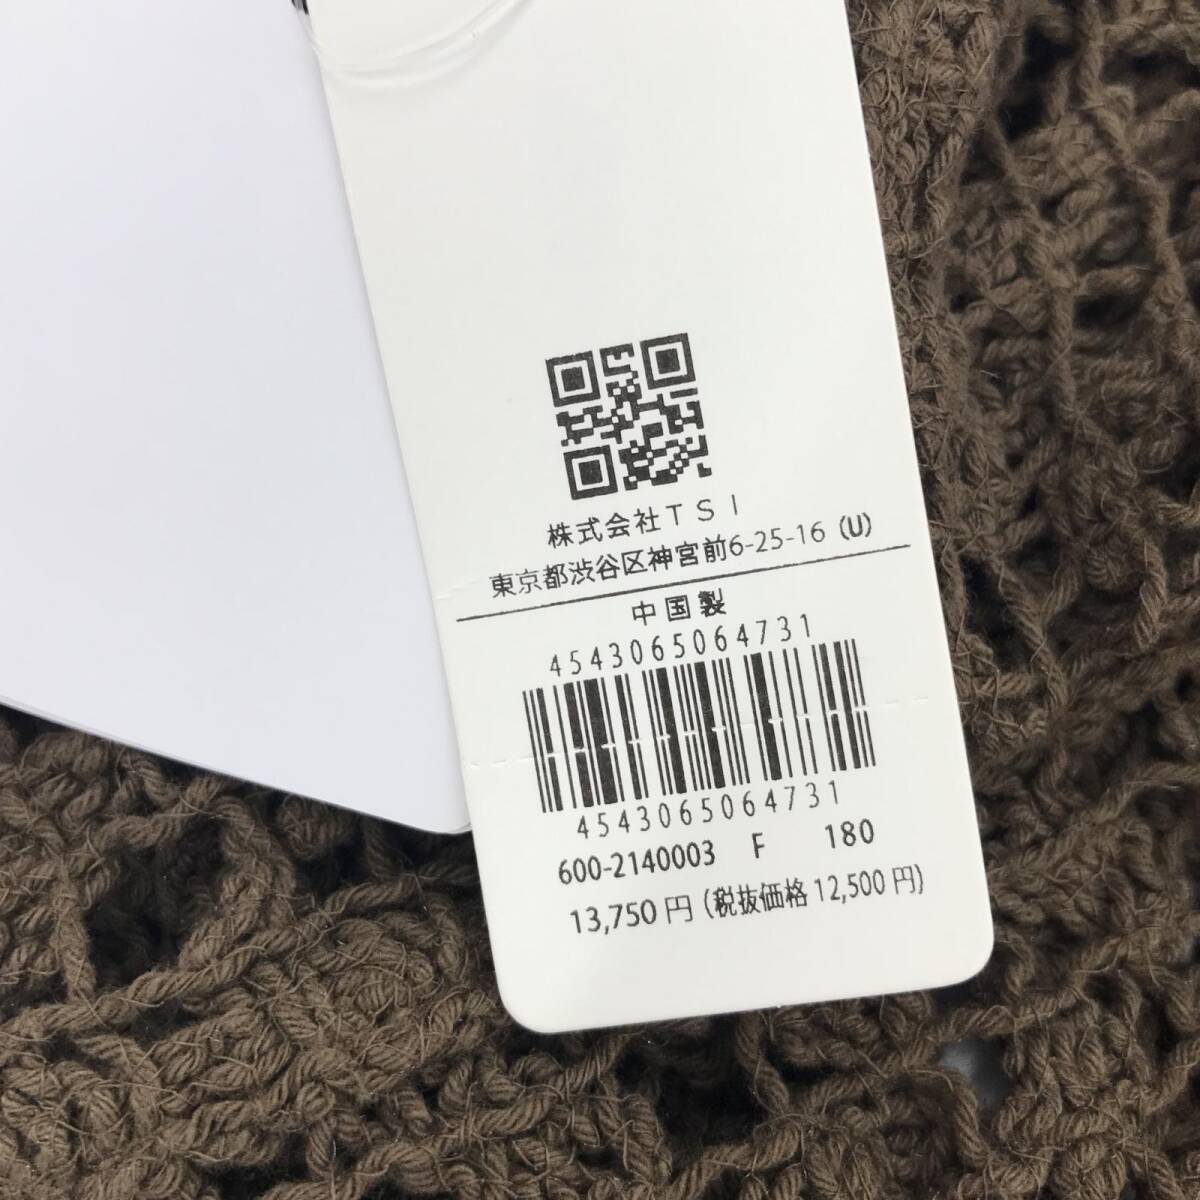 株式会社ＴＳＩ
東京都渋谷区神宮前6-25-16（U）
中国製
4543065064731
4543065064731
600-2140003 F 180
13,750円（税抜価格12,500円）